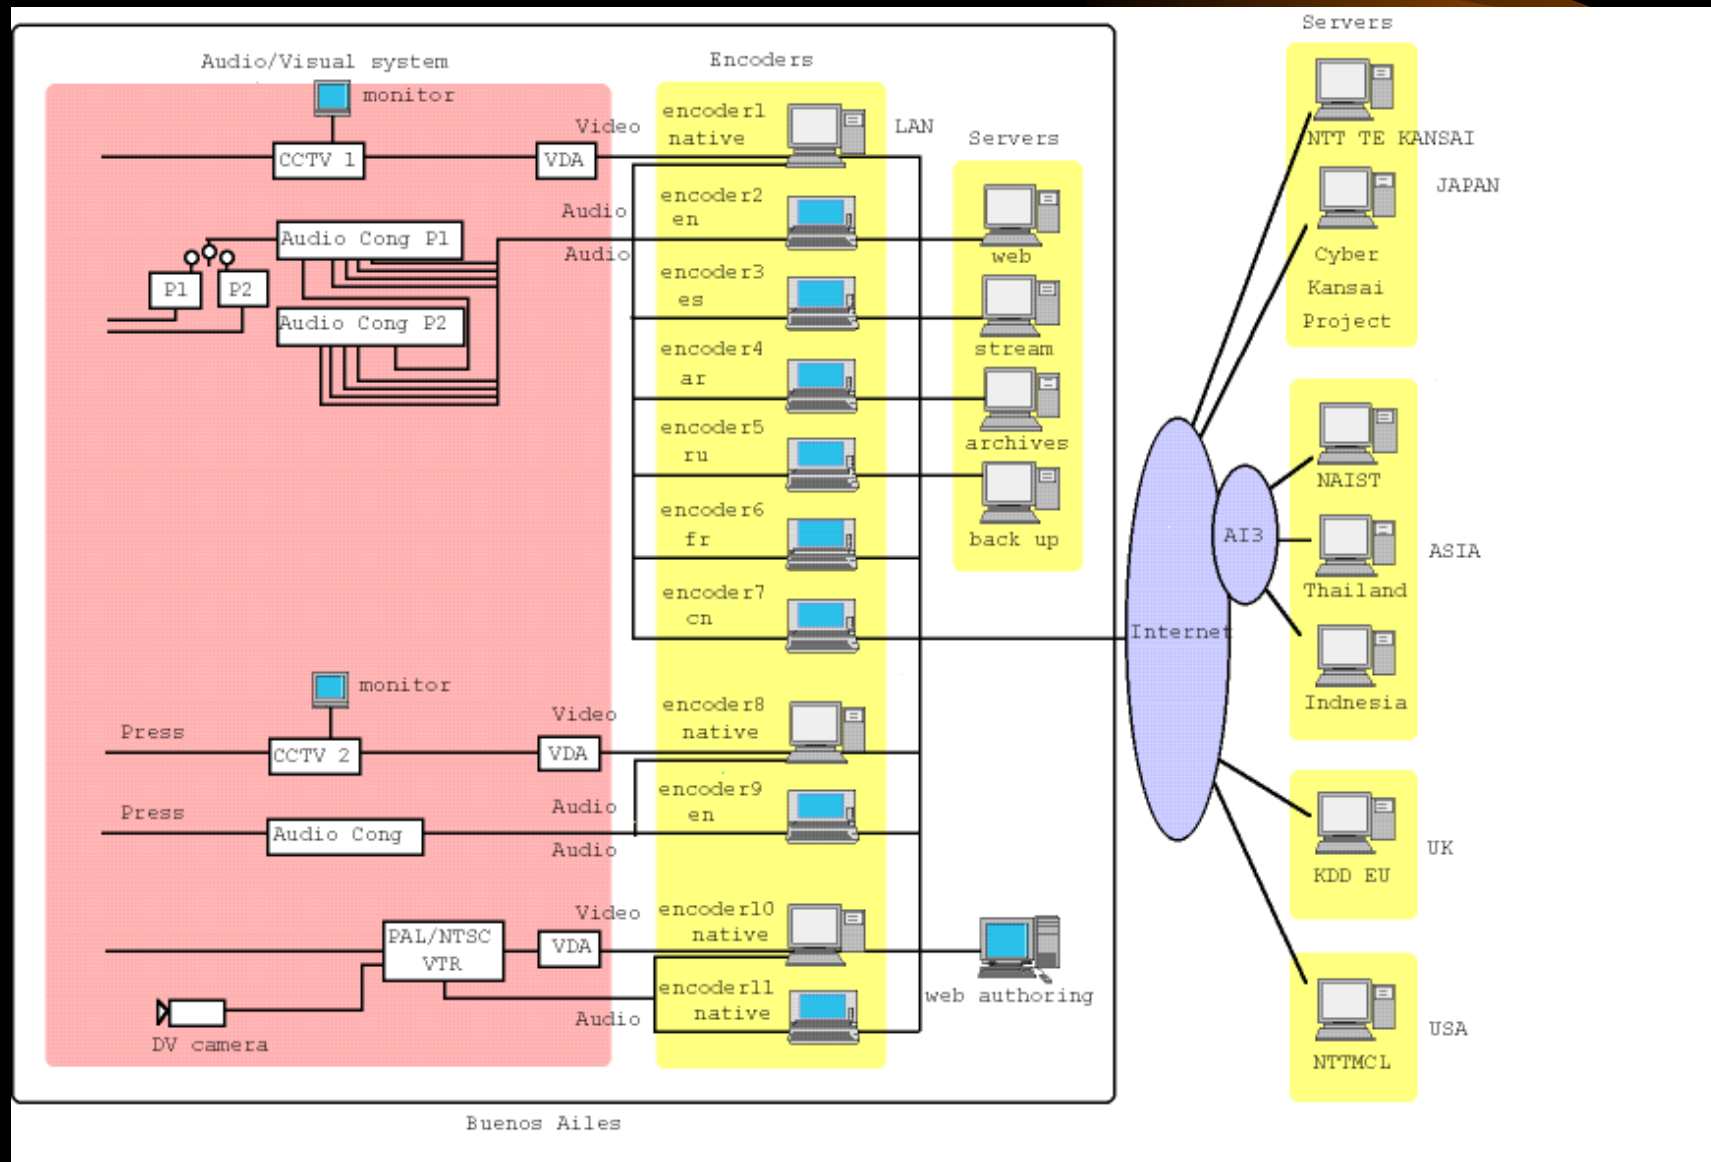 Servers
Audio/Visual system
Encoders
monitor
encoder1
native
LAN
Video
CCTV 1
VDA
Servers
NTT TE KANSAI
JAPAN
encoder2
en
Audio
Audio Cong P1
Audio
web
Cyber
Kansai
Project
P1
P2
encoder3
es
Audio Cong P2
stream
encoder4
ar
encoder5
ru
archives
NAIST
encoder6
fr
back up
AI3
ASIA
Thailand
encoder7
cn
Internet
Indnesia
monitor
encoder8
native
Video
Press
CCTV 2
VDA
encoder9
en
Audio
Press
Audio Cong
Audio
UK
KDD EU
encoder10
native
Video
PAL/NTSC
VTR
VDA
encoder11
native
web authoring
Audio
DV camera
USA
NTTMCL
Buenos Ailes